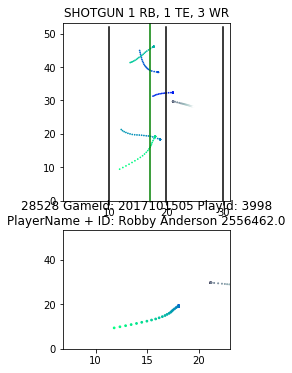 SHOTGUN 1 RB, 1 TE, 3 WR
50
40
30
20
10
0
10 20 30
28528 GameId: 2017101505 PlayId: 3998
PlayerName + ID: Robby Anderson 2556462.0
40
20
0
10 15 20